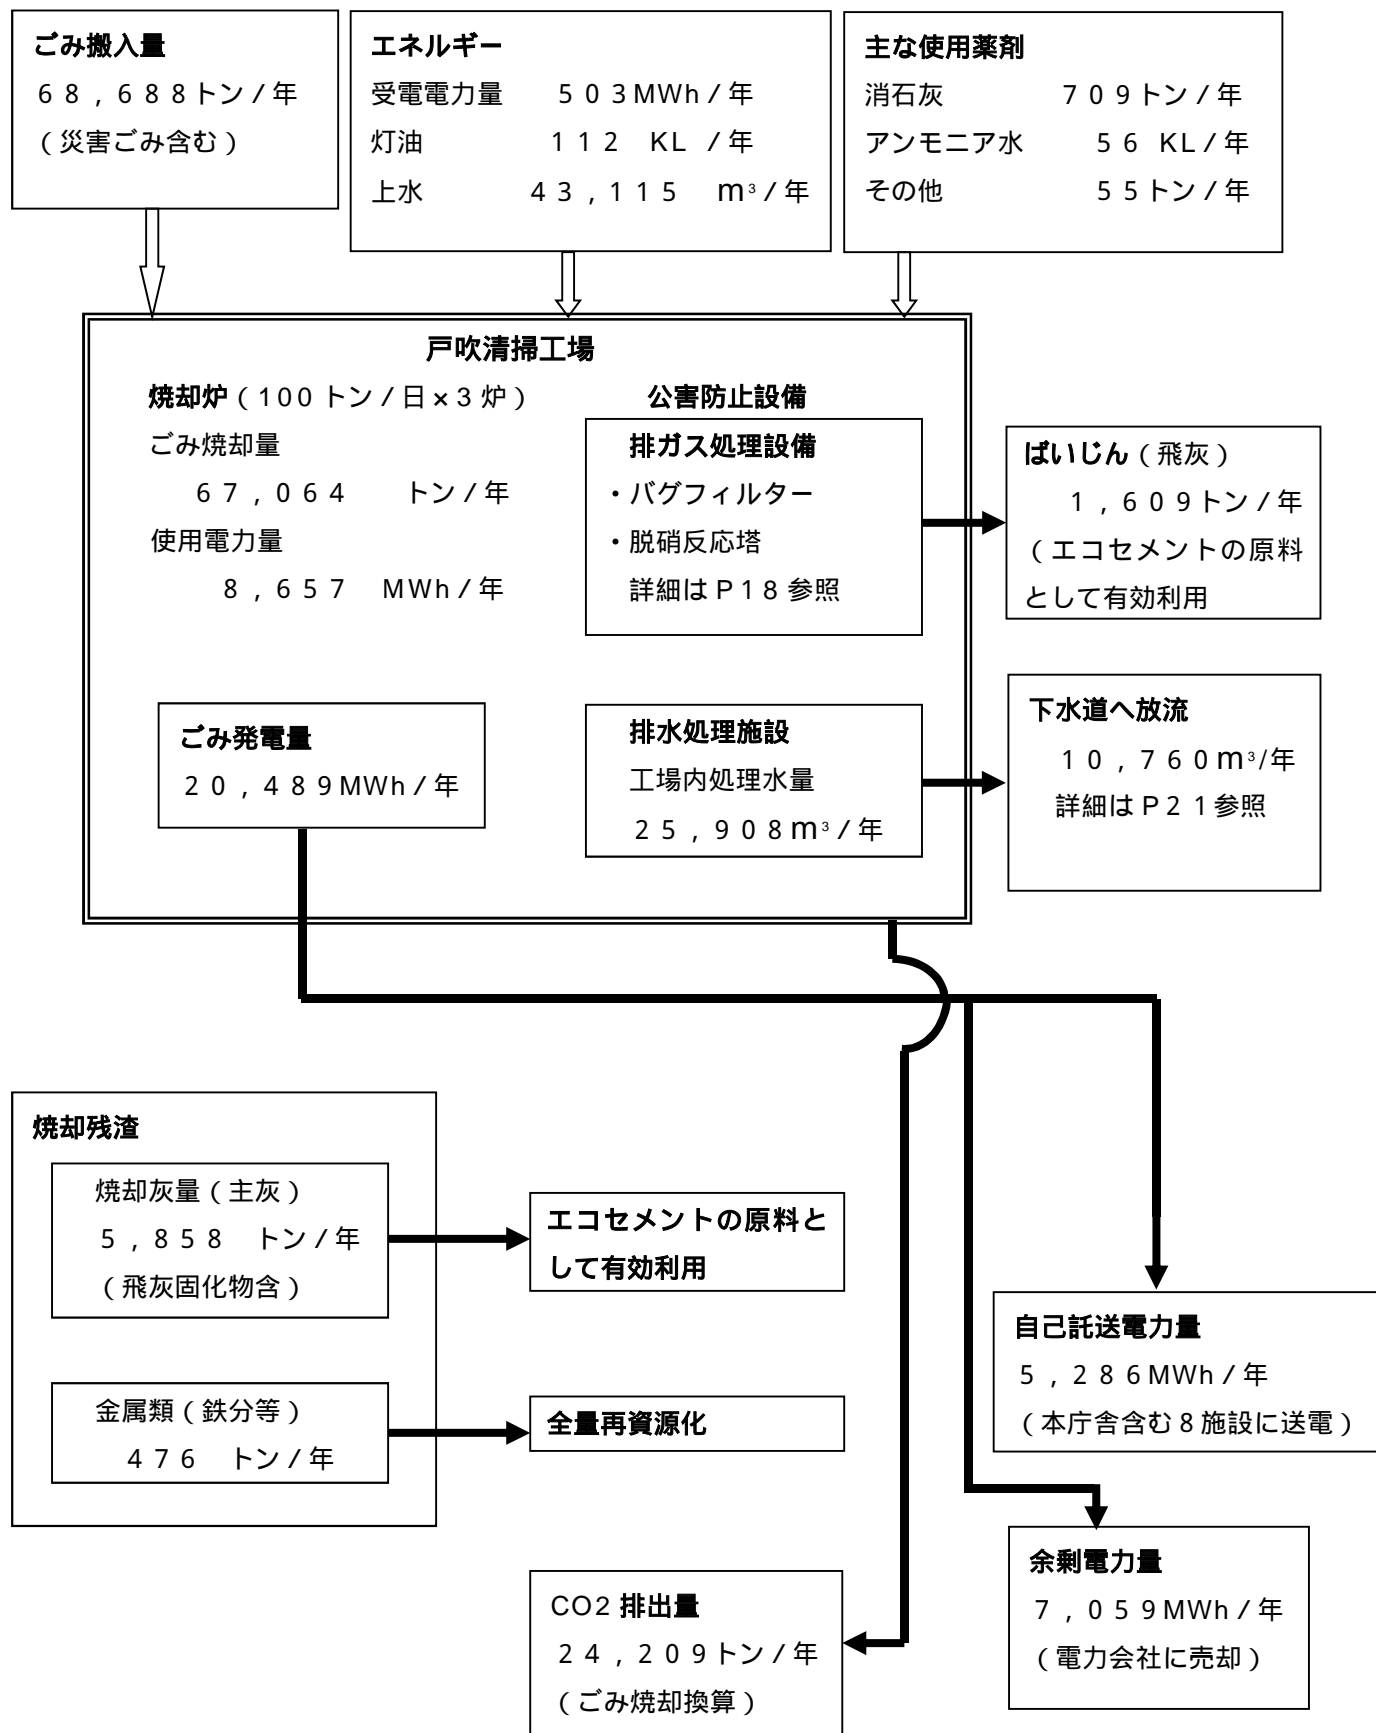 ごみ搬入量
６８，６８８トン／年
（災害ごみ含む）
エネルギー
受電電力量　５０３MWh／年
灯油　１１２　KL ／年
上水　４３，１１５　m³／年
主な使用薬剤
消石灰　７０９トン／年
アンモニア水　５６ KL／年
その他　５５トン／年
戸吹清掃工場
焼却炉（100 トン／日×３炉）
ごみ焼却量
６７，０６４　トン／年
使用電力量
８，６５７　MWh／年
公害防止設備
排ガス処理設備
・バグフィルター
・脱硝反応塔
詳細はＰ１８参照
ばいじん（飛灰）
１，６０９トン／年
（エコセメントの原料
として有効利用
ごみ発電量
２０，４８９MWh／年
排水処理施設
工場内処理水量
２５，９０８m³／年
下水道へ放流
１０，７６０m³/年
詳細はＰ２１参照
焼却残渣
焼却灰量（主灰）
５，８５８　トン／年
（飛灰固化物含）
エコセメントの原料と
して有効利用
金属類（鉄分等）
４７６　トン／年
全量再資源化
自己託送電力量
５，２８６MWh／年
（本庁舎含む８施設に送電）
余剰電力量
７，０５９MWh／年
（電力会社に売却）
CO2 排出量
２４，２０９トン／年
（ごみ焼却換算）